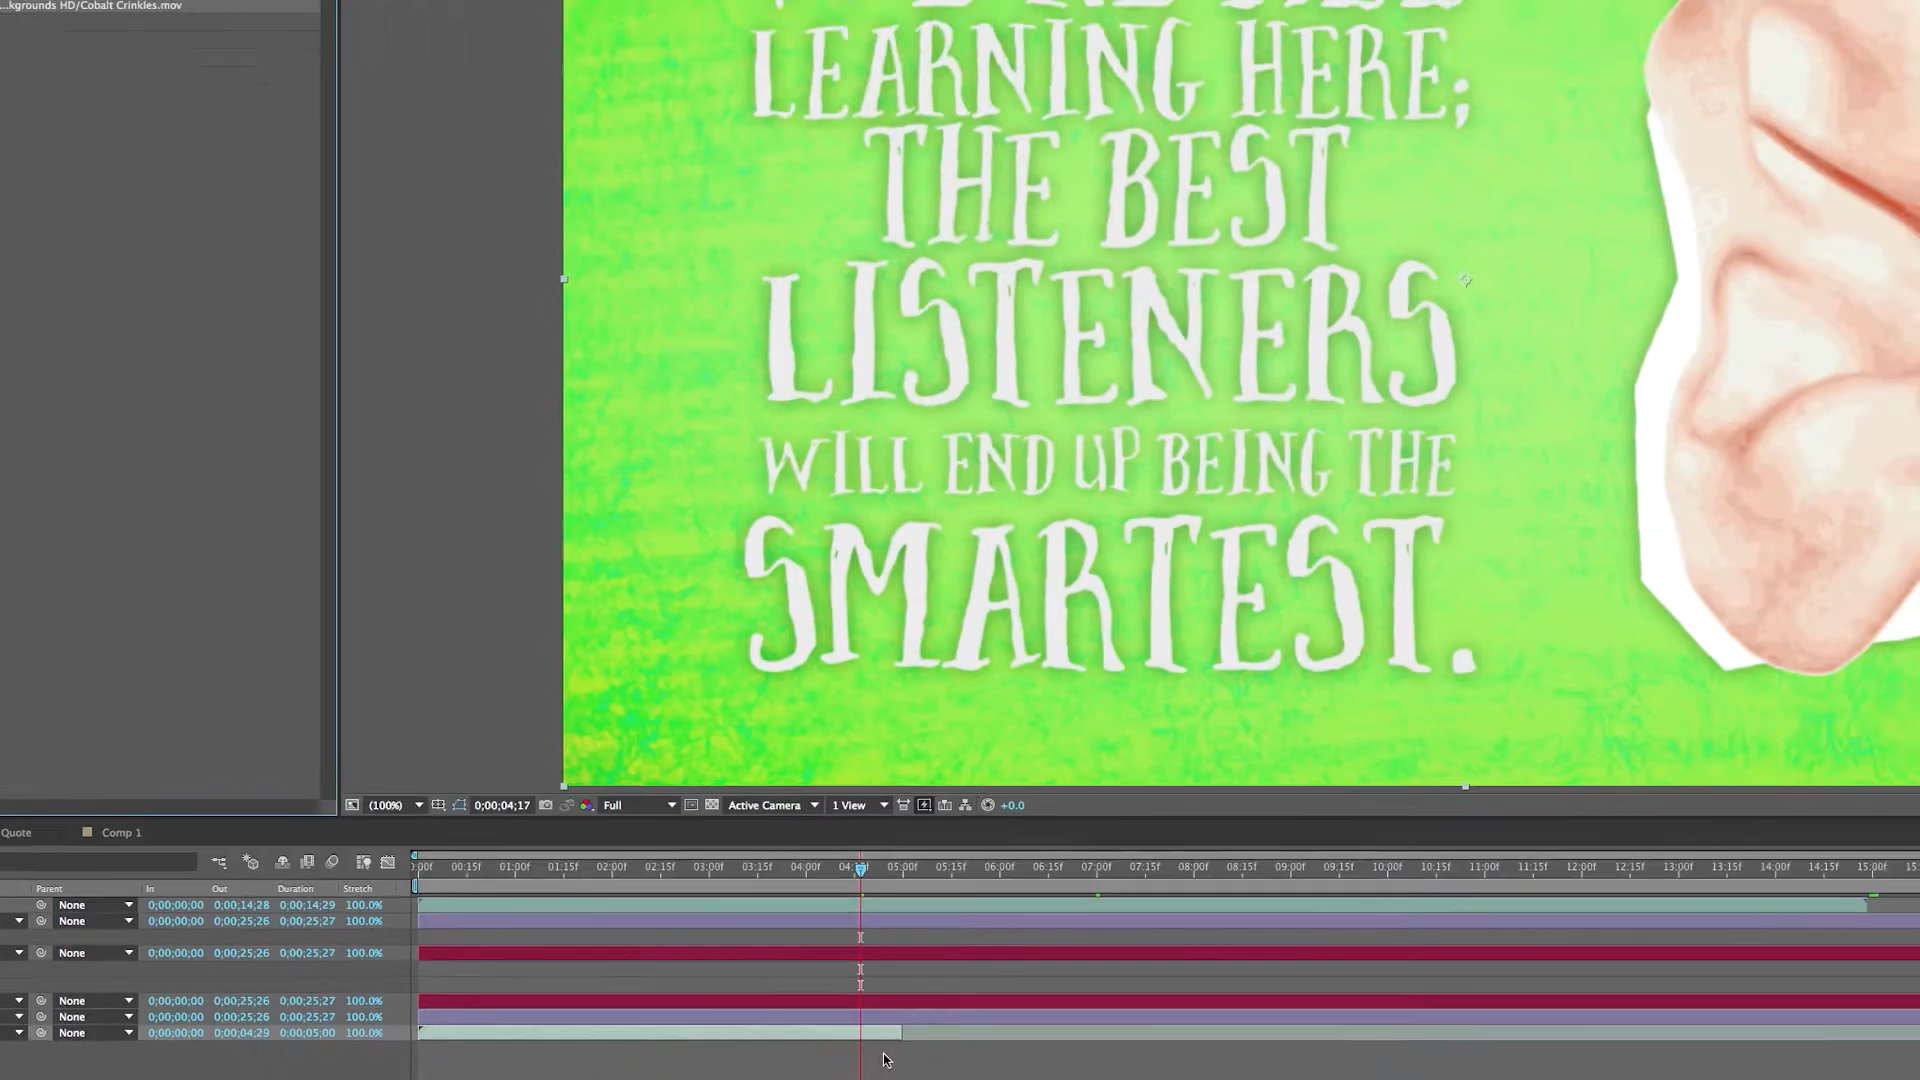 ...kgrounds HD/Cobalt Crinkles.mov
LEARNING HERE;
THE BEST
LISTENERS
WILL END UP BEING THE
SMARTEST.
(100%) 0;00;04;17 Full Active Camera 1 View +0.0
Quote Comp 1
00f 00:15f 01:00f 01:15f 02:00f 02:15f 03:00f 03:15f 04:00f 05:00f 05:15f 06:00f 06:15f 07:00f 07:15f 08:00f 08:15f 09:00f 09:15f 10:00f 10:15f 11:00f 11:15f 12:00f 12:15f 13:00f 13:15f 14:00f 14:15f 15:00f
Parent In Out Duration Stretch
None 0;00;00;00 0;00;14;28 0;00;14;29 100.0%
None 0;00;00;00 0;00;25;26 0;00;25;27 100.0%
None 0;00;00;00 0;00;25;26 0;00;25;27 100.0%
None 0;00;00;00 0;00;25;26 0;00;25;27 100.0%
None 0;00;00;00 0;00;25;26 0;00;25;27 100.0%
None 0;00;00;00 0;00;04;29 0;00;05;00 100.0%